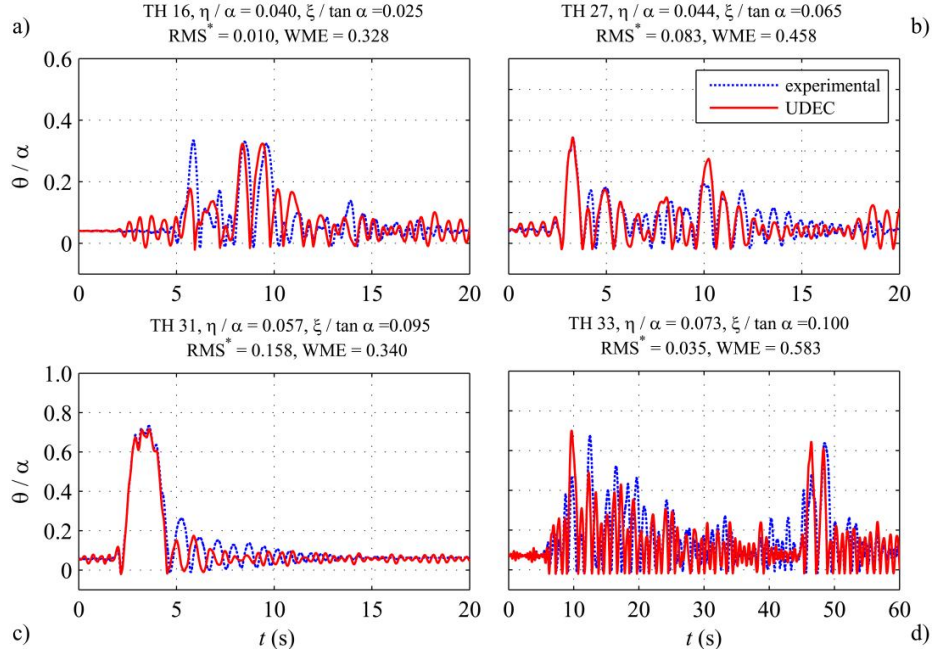 a)
TH 16, η / α = 0.040, ξ / tan α =0.025
RMS* = 0.010, WME = 0.328
TH 27, η / α = 0.044, ξ / tan α =0.065
RMS* = 0.083, WME = 0.458
b)
0.6
0.4
0.2
0
θ / α
0
5
10
15
20
experimental
UDEC
θ / α
0
5
10
15
20
TH 31, η / α = 0.057, ξ / tan α =0.095
RMS* = 0.158, WME = 0.340
TH 33, η / α = 0.073, ξ / tan α =0.100
RMS* = 0.035, WME = 0.583
1.0
0.8
0.6
0.4
0.2
0
θ / α
0
5
10
15
20
0
10
20
30
40
50
60
c)
t (s)
t (s)
d)